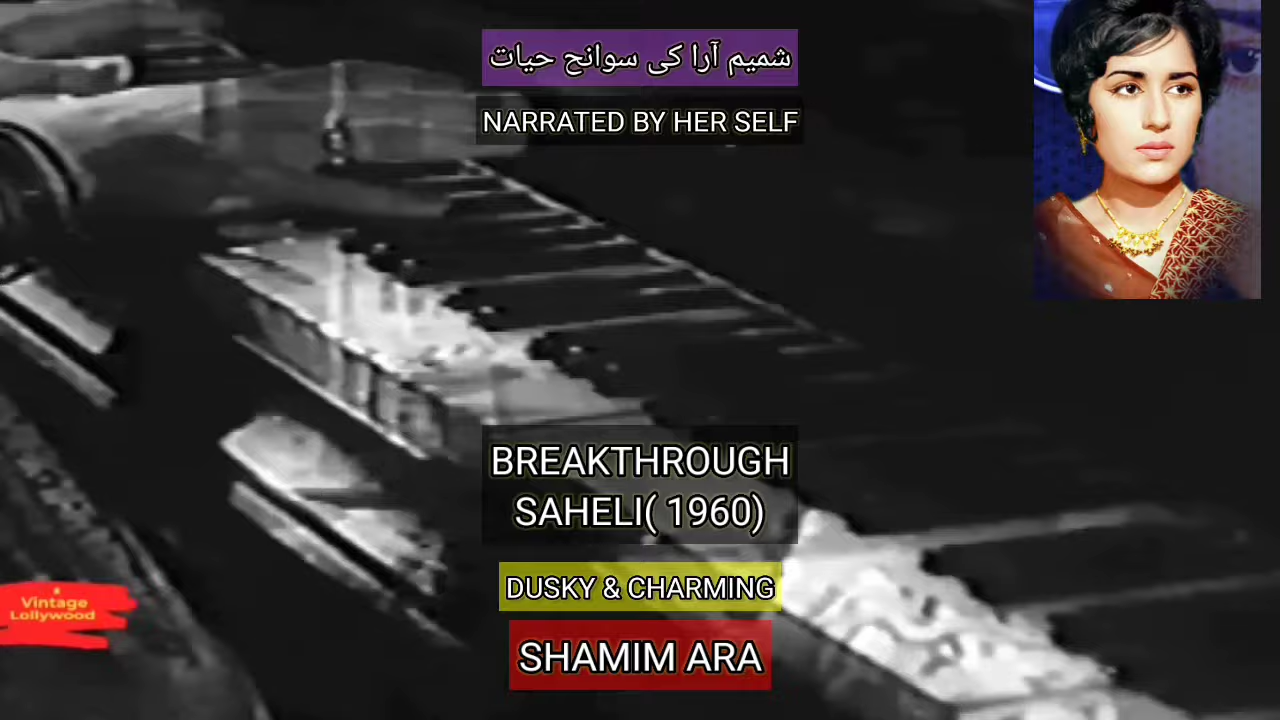 شمیم آرا کی سوانح حیات
NARRATED BY HER SELF
BREAKTHROUGH
SAHELI( 1960)
DUSKY & CHARMING
SHAMIM ARA
Vintage
Lollywood